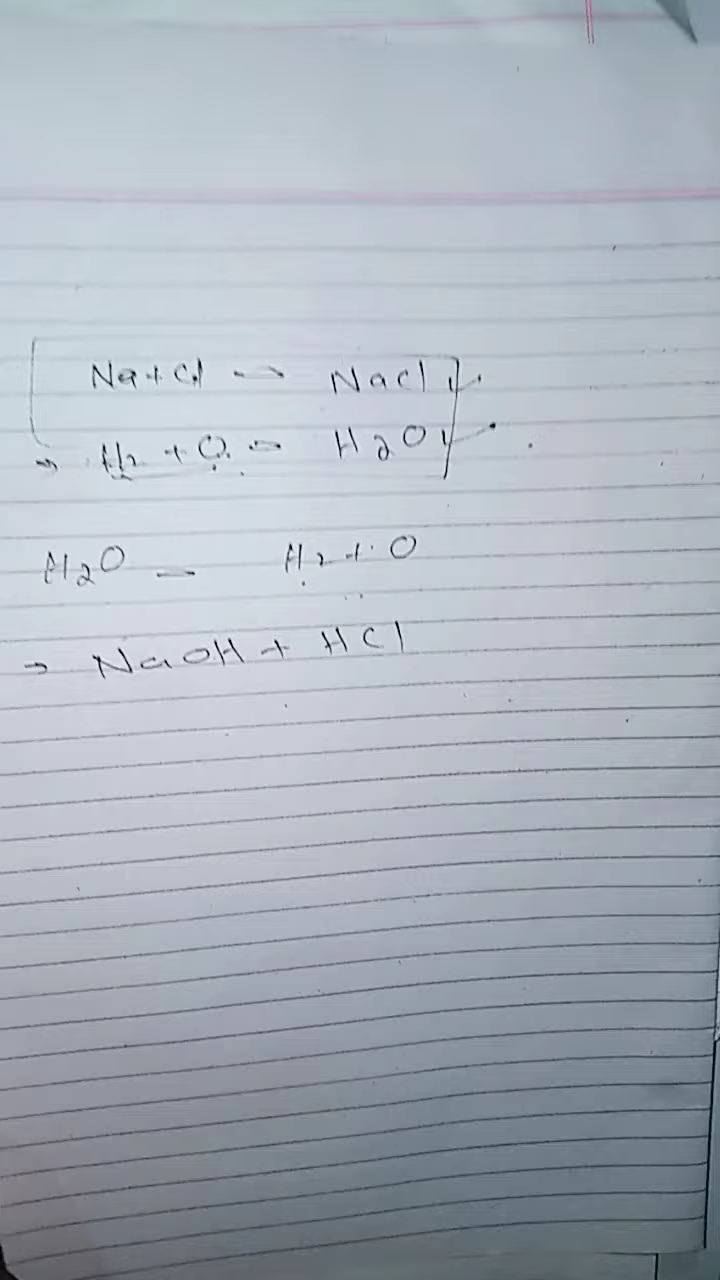 Na + Cl → NaCl
→ H2 + O → H2O
H2O — H2 + O
→ NaOH + HCl